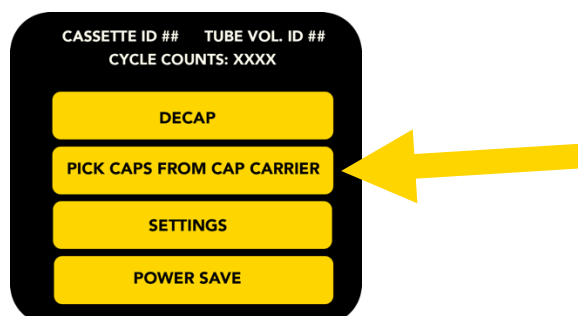 CASSETTE ID ## TUBE VOL. ID ##
CYCLE COUNTS: XXXX
DECAP
PICK CAPS FROM CAP CARRIER
SETTINGS
POWER SAVE